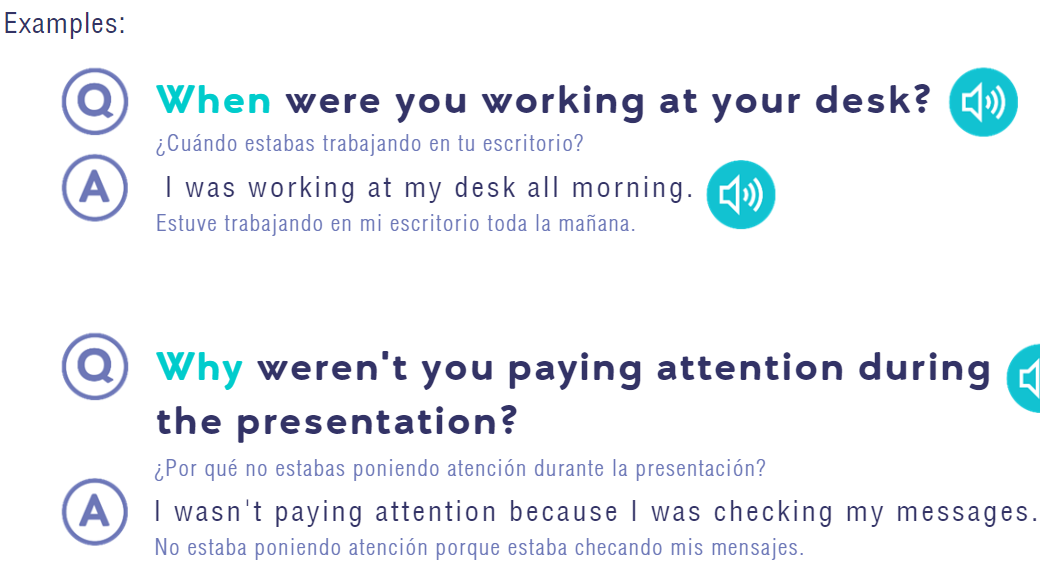 Examples:
Q When were you working at your desk?
¿Cuándo estabas trabajando en tu escritorio?
A I was working at my desk all morning.
Estuve trabajando en mi escritorio toda la mañana.
Q Why weren't you paying attention during
the presentation?
¿Por qué no estabas poniendo atención durante la presentación?
A I wasn't paying attention because I was checking my messages.
No estaba poniendo atención porque estaba checando mis mensajes.